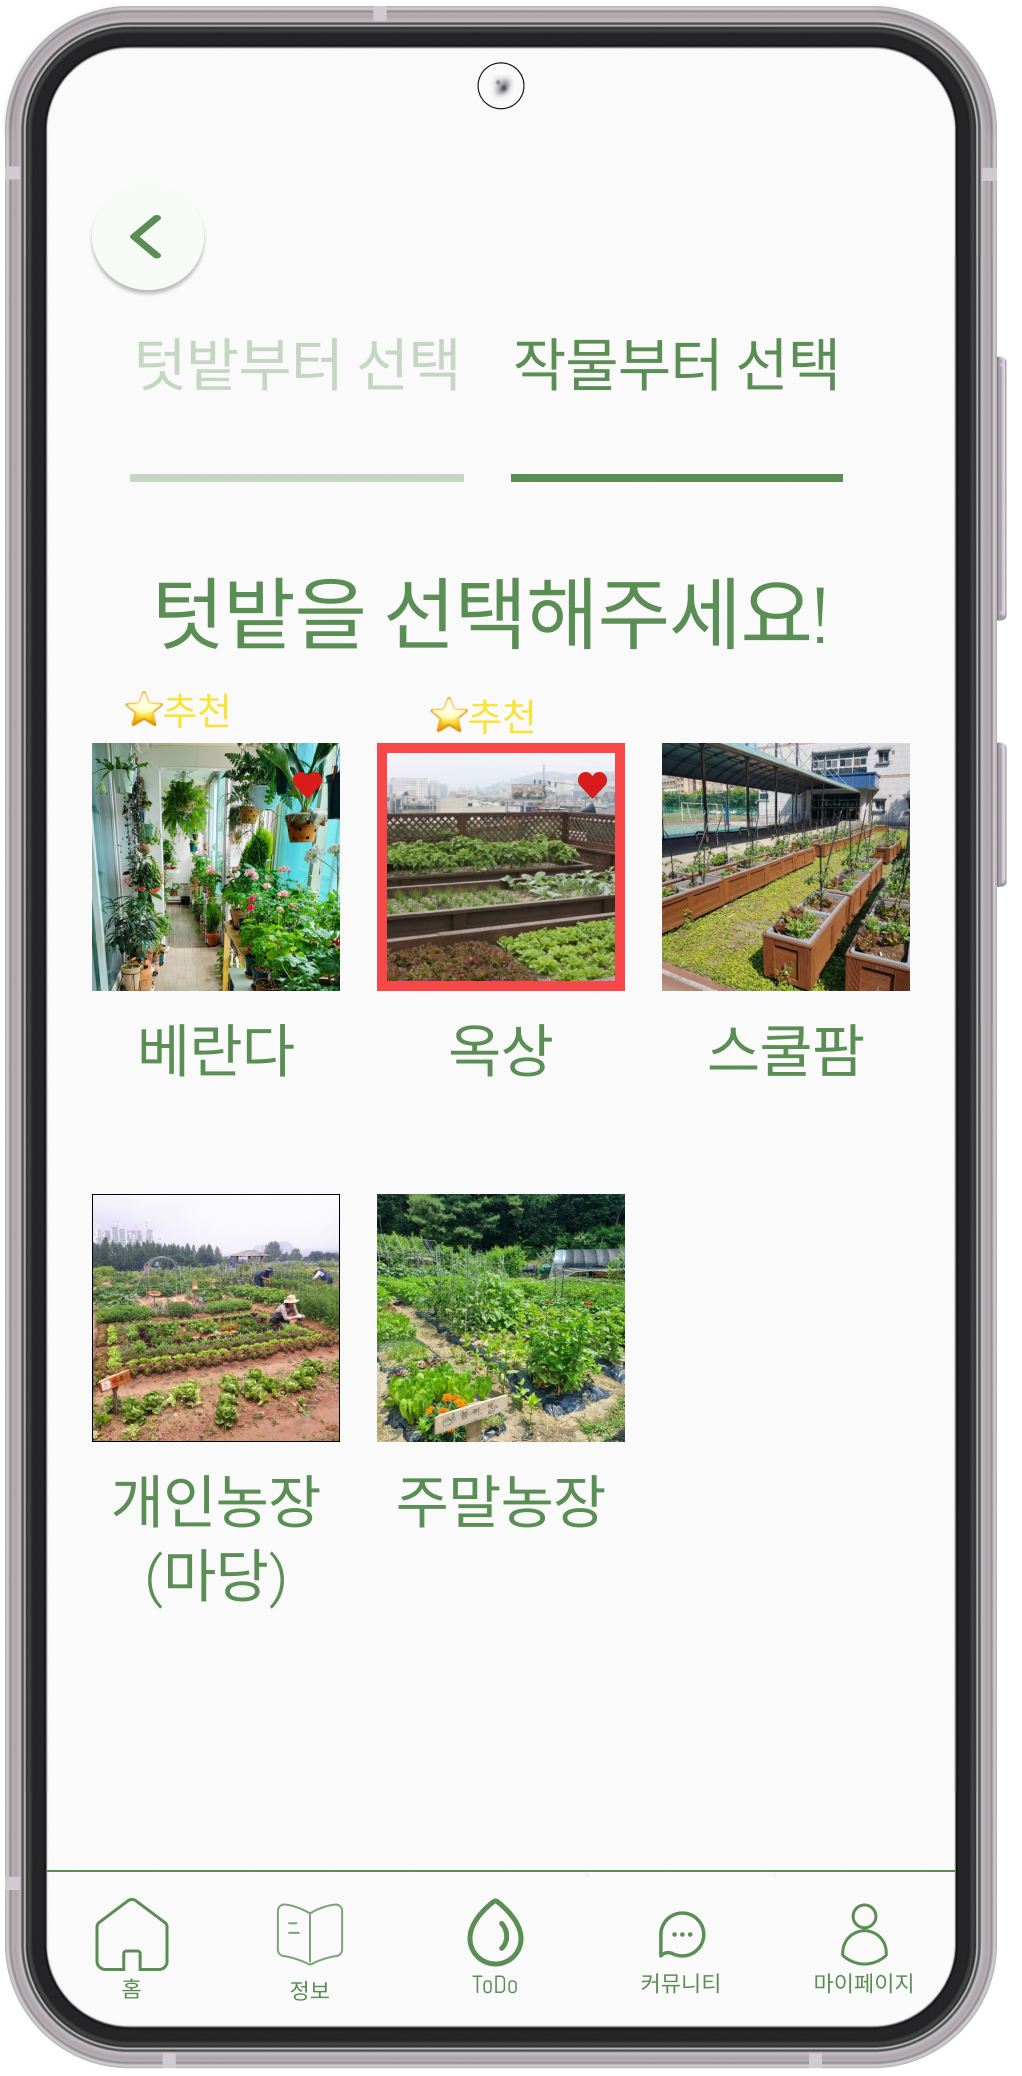 텃밭부터 선택 작물부터 선택
텃밭을 선택해주세요!
추천 추천
베란다 옥상 스쿨팜
개인농장 주말농장
(마당)
홈 정보 ToDo 커뮤니티 마이페이지